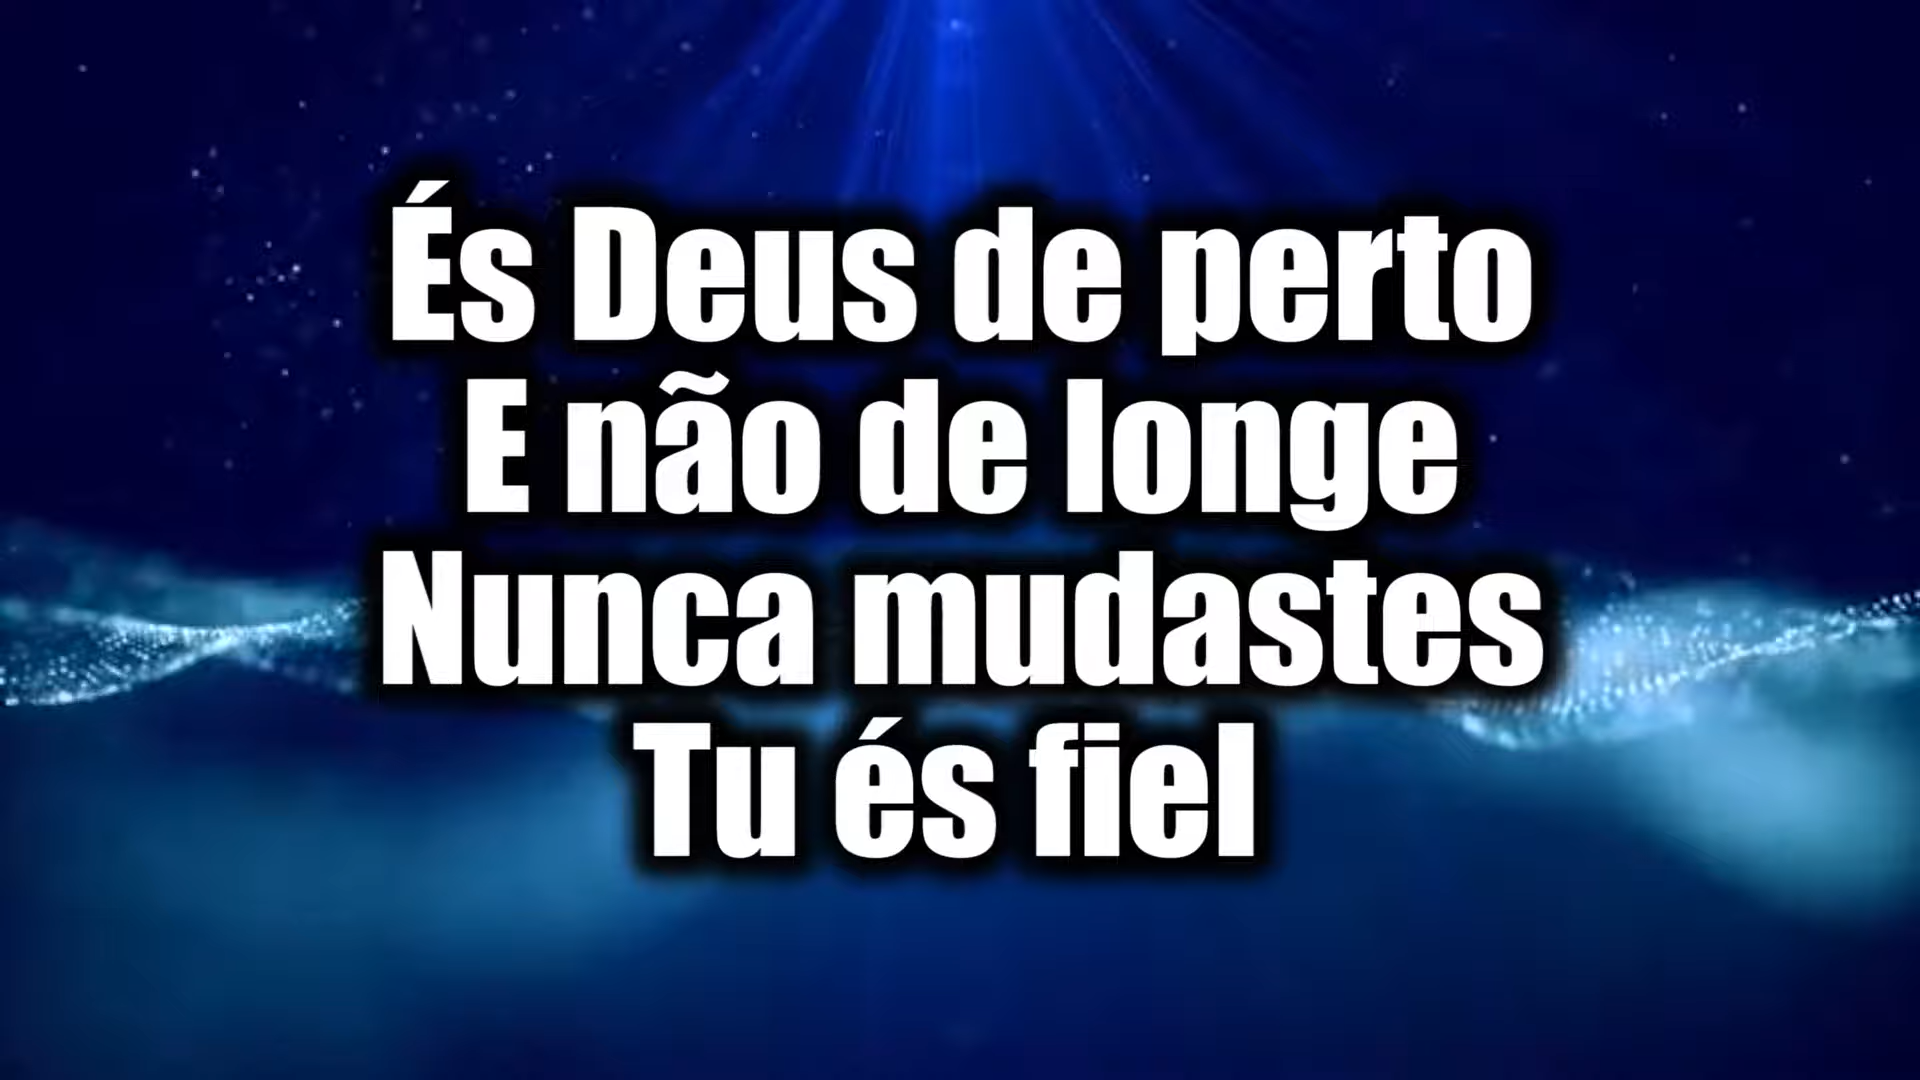 És Deus de perto
E não de longe
Nunca mudastes
Tu és fiel